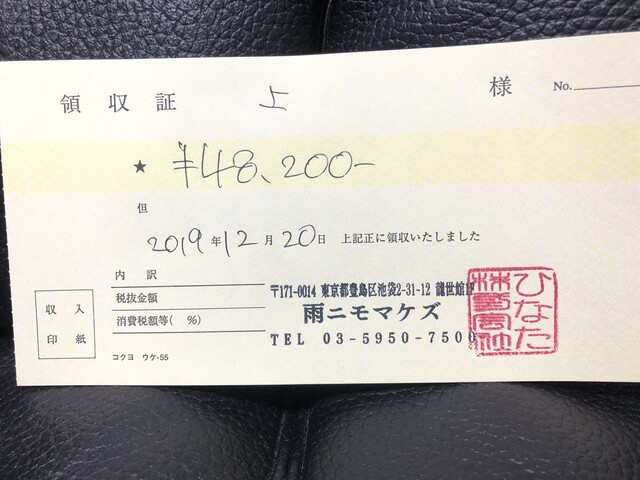 領収証 上 様 No.
★ ¥48,200-
但
2019年12月20日 上記正に領収いたしました
内訳
税抜金額
消費税額等( %)
収入
印紙
コクヨ ウケ-55
〒171-0014 東京都豊島区池袋2-31-12
雨ニモマケズ
TEL 03-5950-7500
ひなた
株式会社